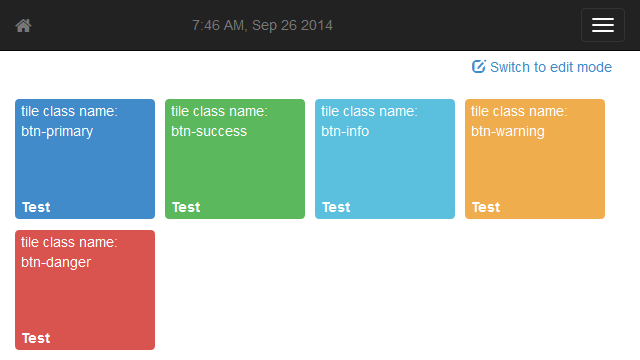 7:46 AM, Sep 26 2014
Switch to edit mode
tile class name:
btn-primary
Test
tile class name:
btn-success
Test
tile class name:
btn-info
Test
tile class name:
btn-warning
Test
tile class name:
btn-danger
Test